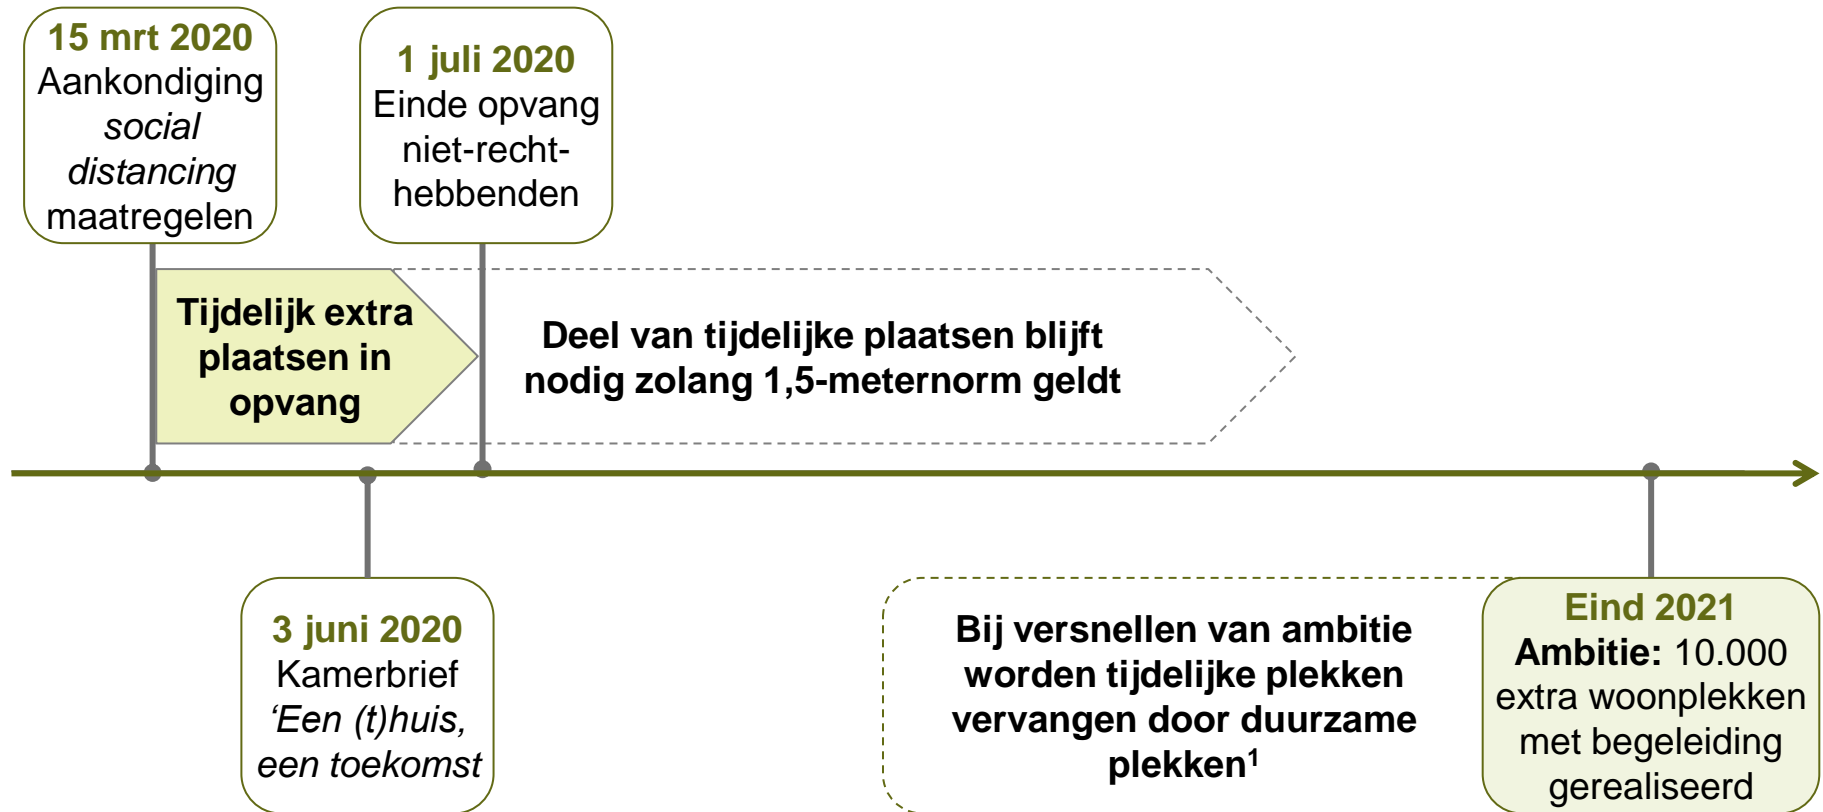 15 mrt 2020
Aankondiging
social
distancing
maatregelen
1 juli 2020
Einde opvang
niet-recht-
hebbenden
Tijdelijk extra
plaatsen in
opvang
Deel van tijdelijke plaatsen blijft
nodig zolang 1,5-meternorm geldt
3 juni 2020
Kamerbrief
‘Een (t)huis,
een toekomst
Bij versnellen van ambitie
worden tijdelijke plekken
vervangen door duurzame
plekken¹
Eind 2021
Ambitie: 10.000
extra woonplekken
met begeleiding
gerealiseerd